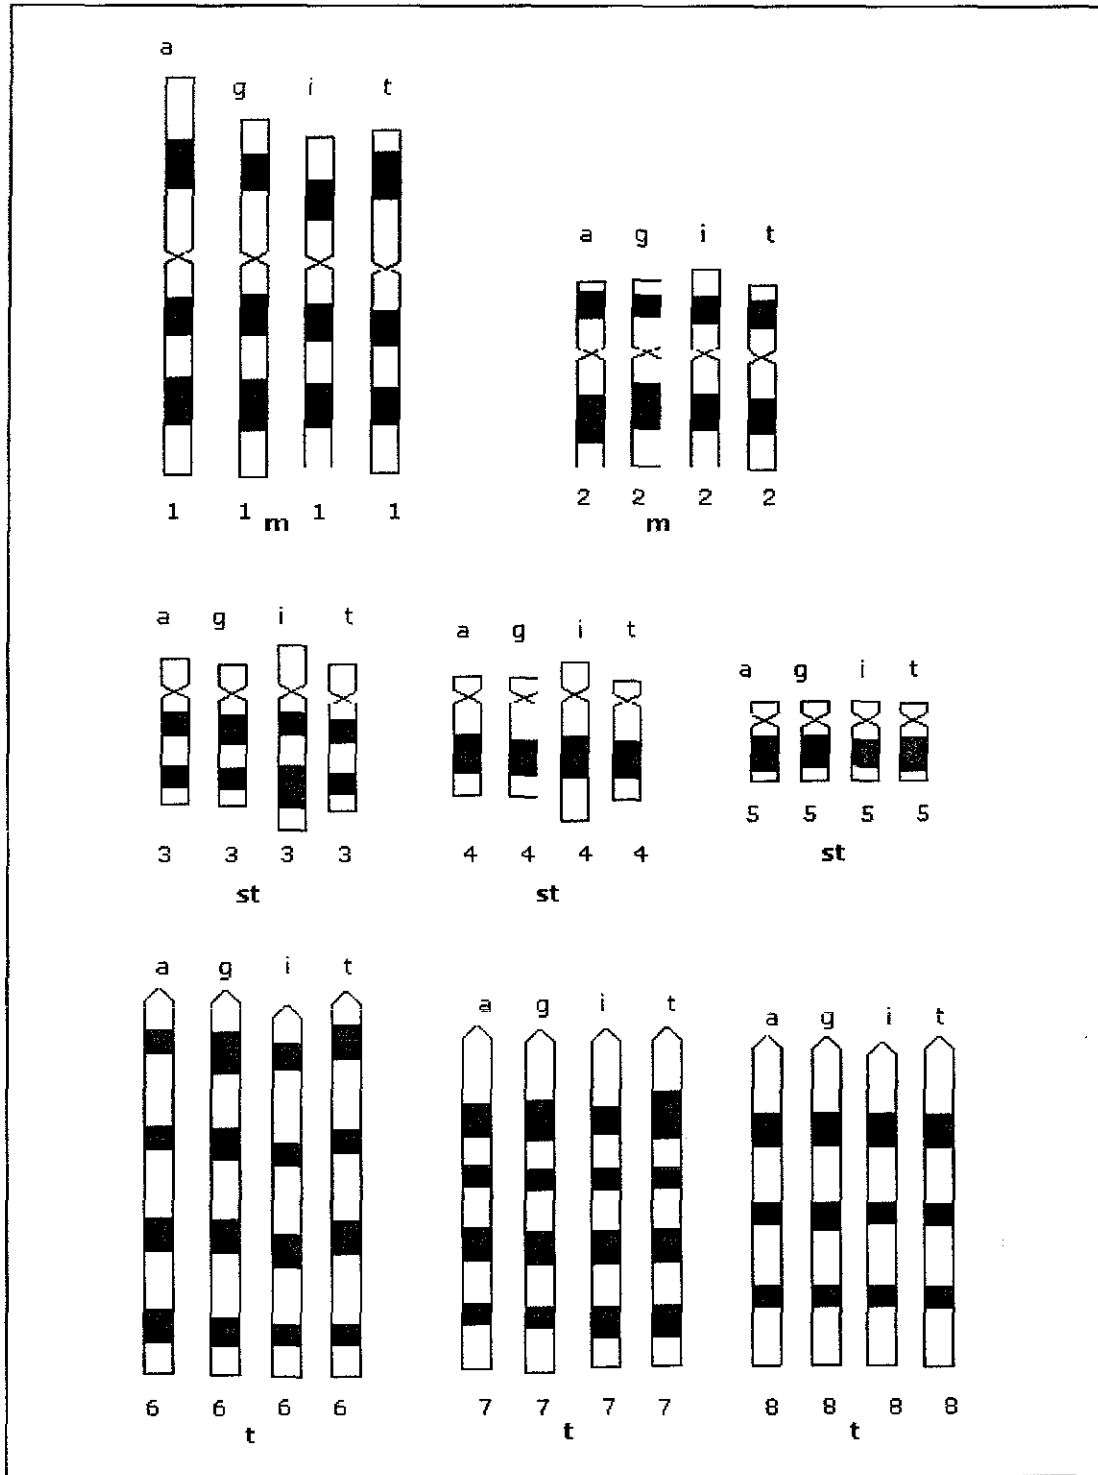 a
g i t
a g i t
1 1 1 1
m
2 2 2 2
m
a g i t
a g i t
a g i t
3 3 3 3
st
4 4 4 4
st
5 5 5 5
st
a g i t
a g i t
a g i t
6 6 6 6
t
7 7 7 7
t
8 8 8 8
t